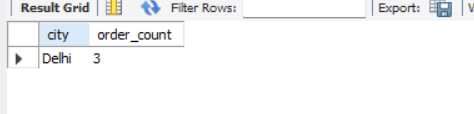 Result Grid Filter Rows: Export:
city order_count
Delhi 3